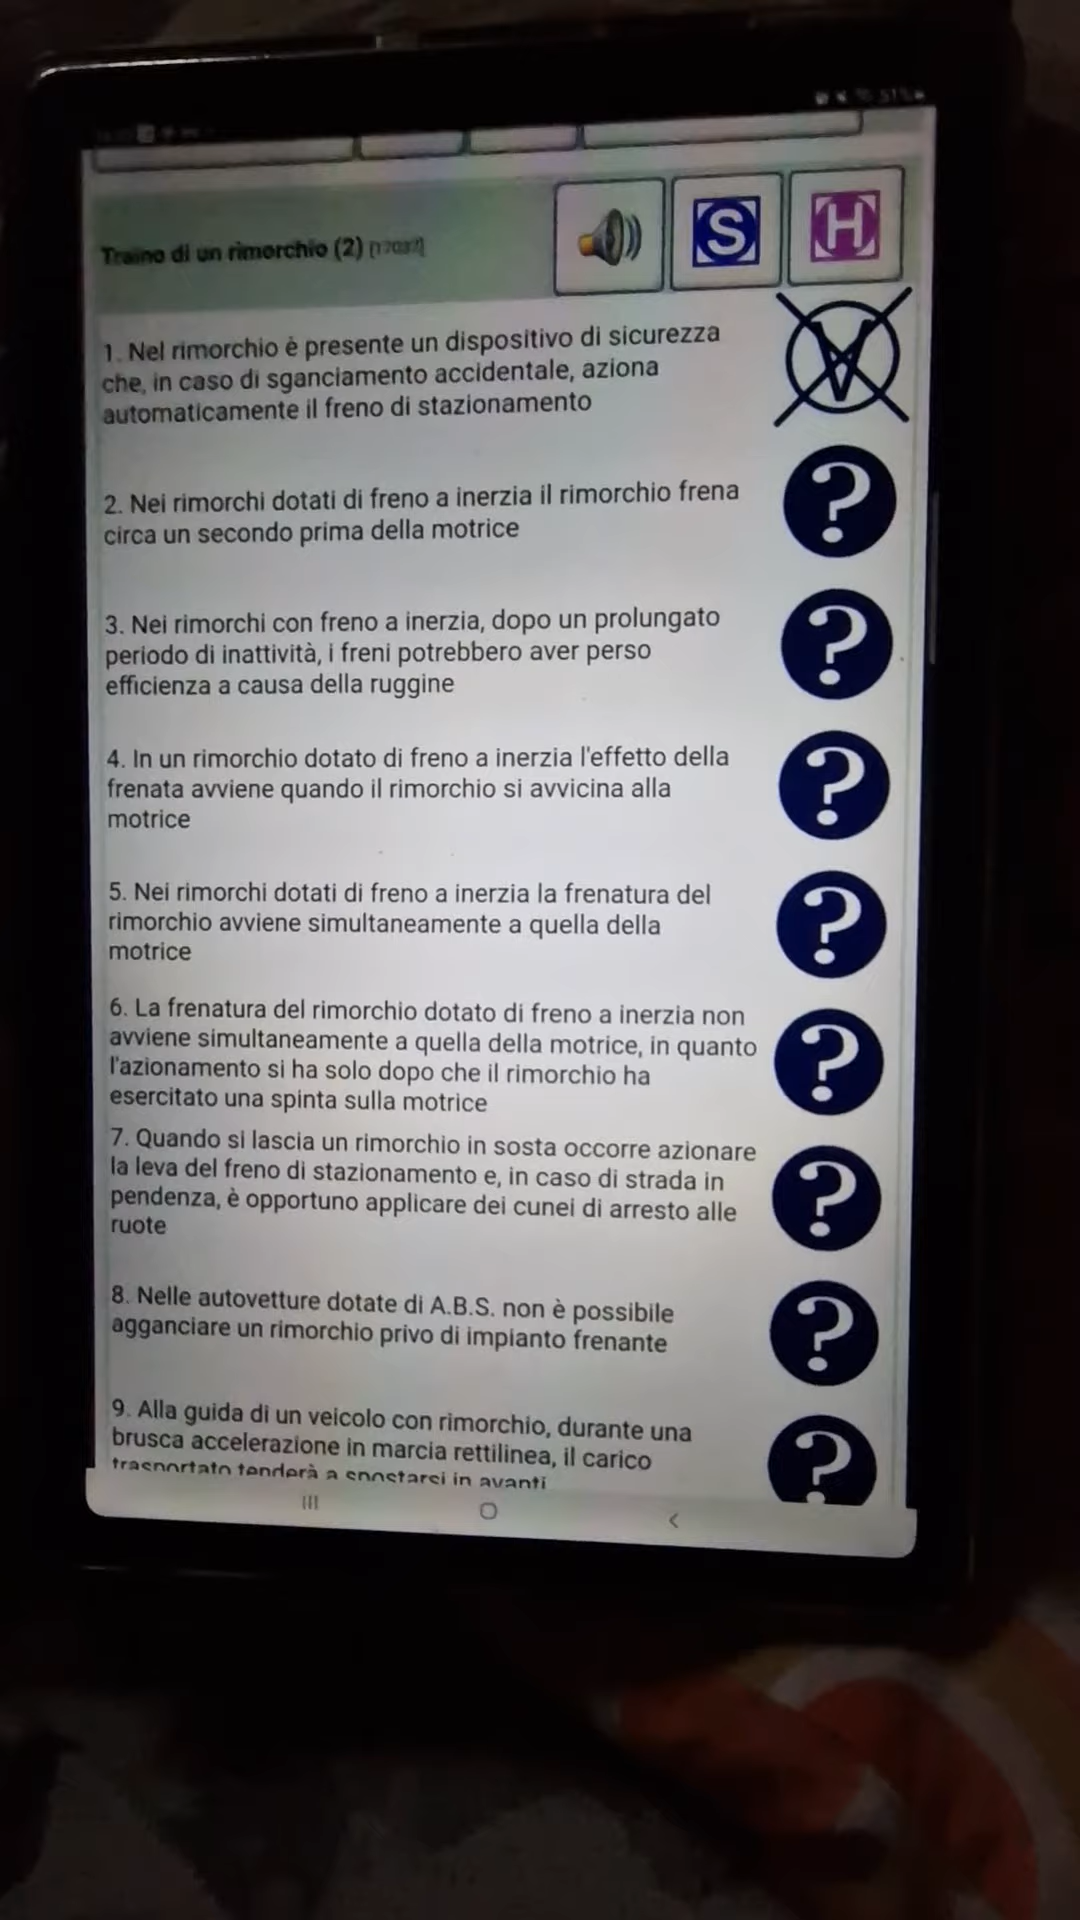 Traino di un rimorchio (2)
S
H
1. Nel rimorchio è presente un dispositivo di sicurezza
che, in caso di sganciamento accidentale, aziona
automaticamente il freno di stazionamento
V
2. Nei rimorchi dotati di freno a inerzia il rimorchio frena
circa un secondo prima della motrice
?
3. Nei rimorchi con freno a inerzia, dopo un prolungato
periodo di inattività, i freni potrebbero aver perso
efficienza a causa della ruggine
?
4. In un rimorchio dotato di freno a inerzia l'effetto della
frenata avviene quando il rimorchio si avvicina alla
motrice
?
5. Nei rimorchi dotati di freno a inerzia la frenatura del
rimorchio avviene simultaneamente a quella della
motrice
?
6. La frenatura del rimorchio dotato di freno a inerzia non
avviene simultaneamente a quella della motrice, in quanto
l'azionamento si ha solo dopo che il rimorchio ha
esercitato una spinta sulla motrice
?
7. Quando si lascia un rimorchio in sosta occorre azionare
la leva del freno di stazionamento e, in caso di strada in
pendenza, è opportuno applicare dei cunei di arresto alle
ruote
?
8. Nelle autovetture dotate di A.B.S. non è possibile
agganciare un rimorchio privo di impianto frenante
?
9. Alla guida di un veicolo con rimorchio, durante una
brusca accelerazione in marcia rettilinea, il carico
trasportato tenderà a spostarsi in avanti
?